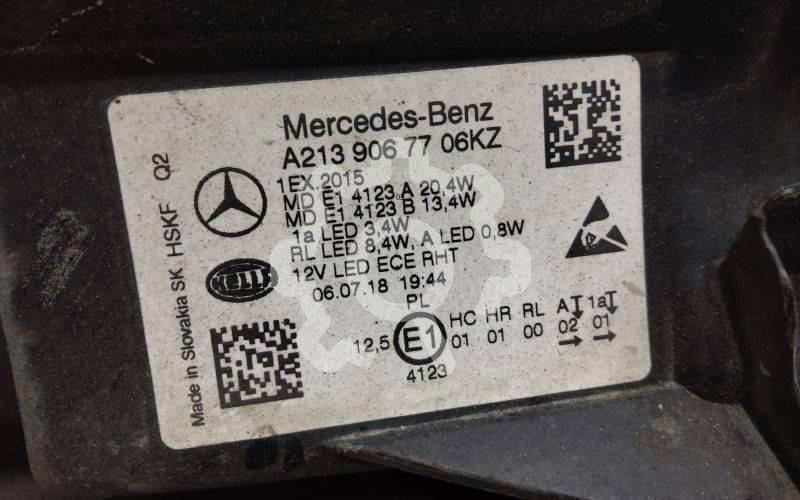 Mercedes-Benz
A213 906 77 06KZ
1EX.2015
MD E1 4123 A 20.4W
MD E1 4123 B 13,4W
1a LED 3,4W
RL LED 8,4W, A LED 0,8W
12V LED ECE RHT
06.07.18 19:44
PL
HELLA
12,5 E1 HC HR RL A 1a
01 01 00 02 01
4123
Made in Slovakia SK HSKF Q2